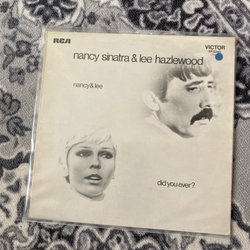 RCA
VICTOR
nancy sinatra & lee hazlewood
nancy & lee
did you ever?